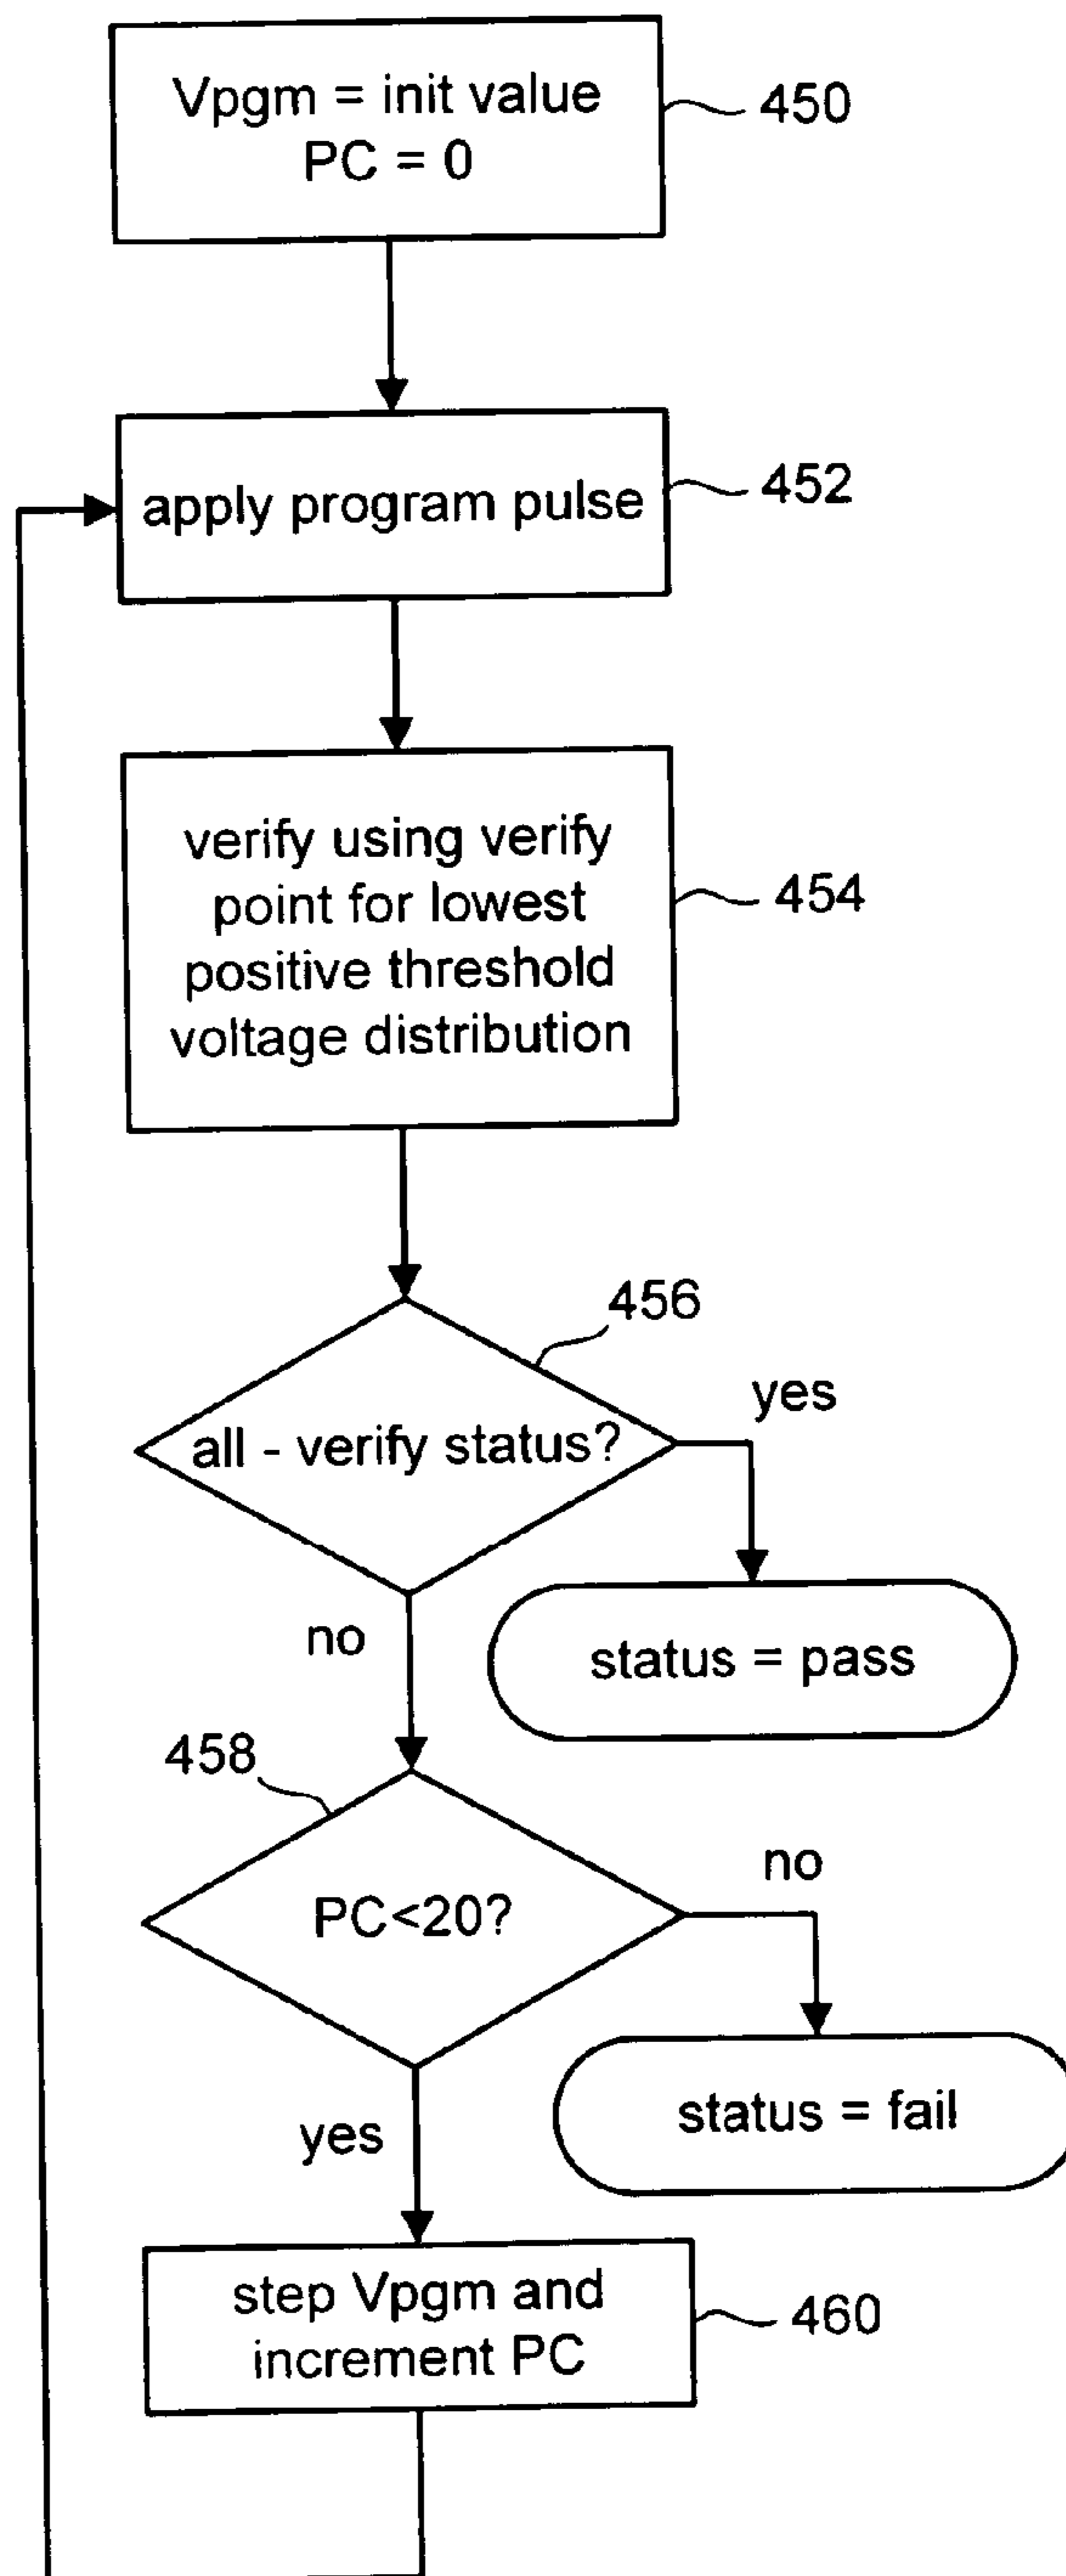 Vpgm = init value
PC = 0
450
apply program pulse
452
verify using verify
point for lowest
positive threshold
voltage distribution
454
456
all - verify status?
yes
no
status = pass
458
PC<20?
no
yes
status = fail
step Vpgm and
increment PC
460